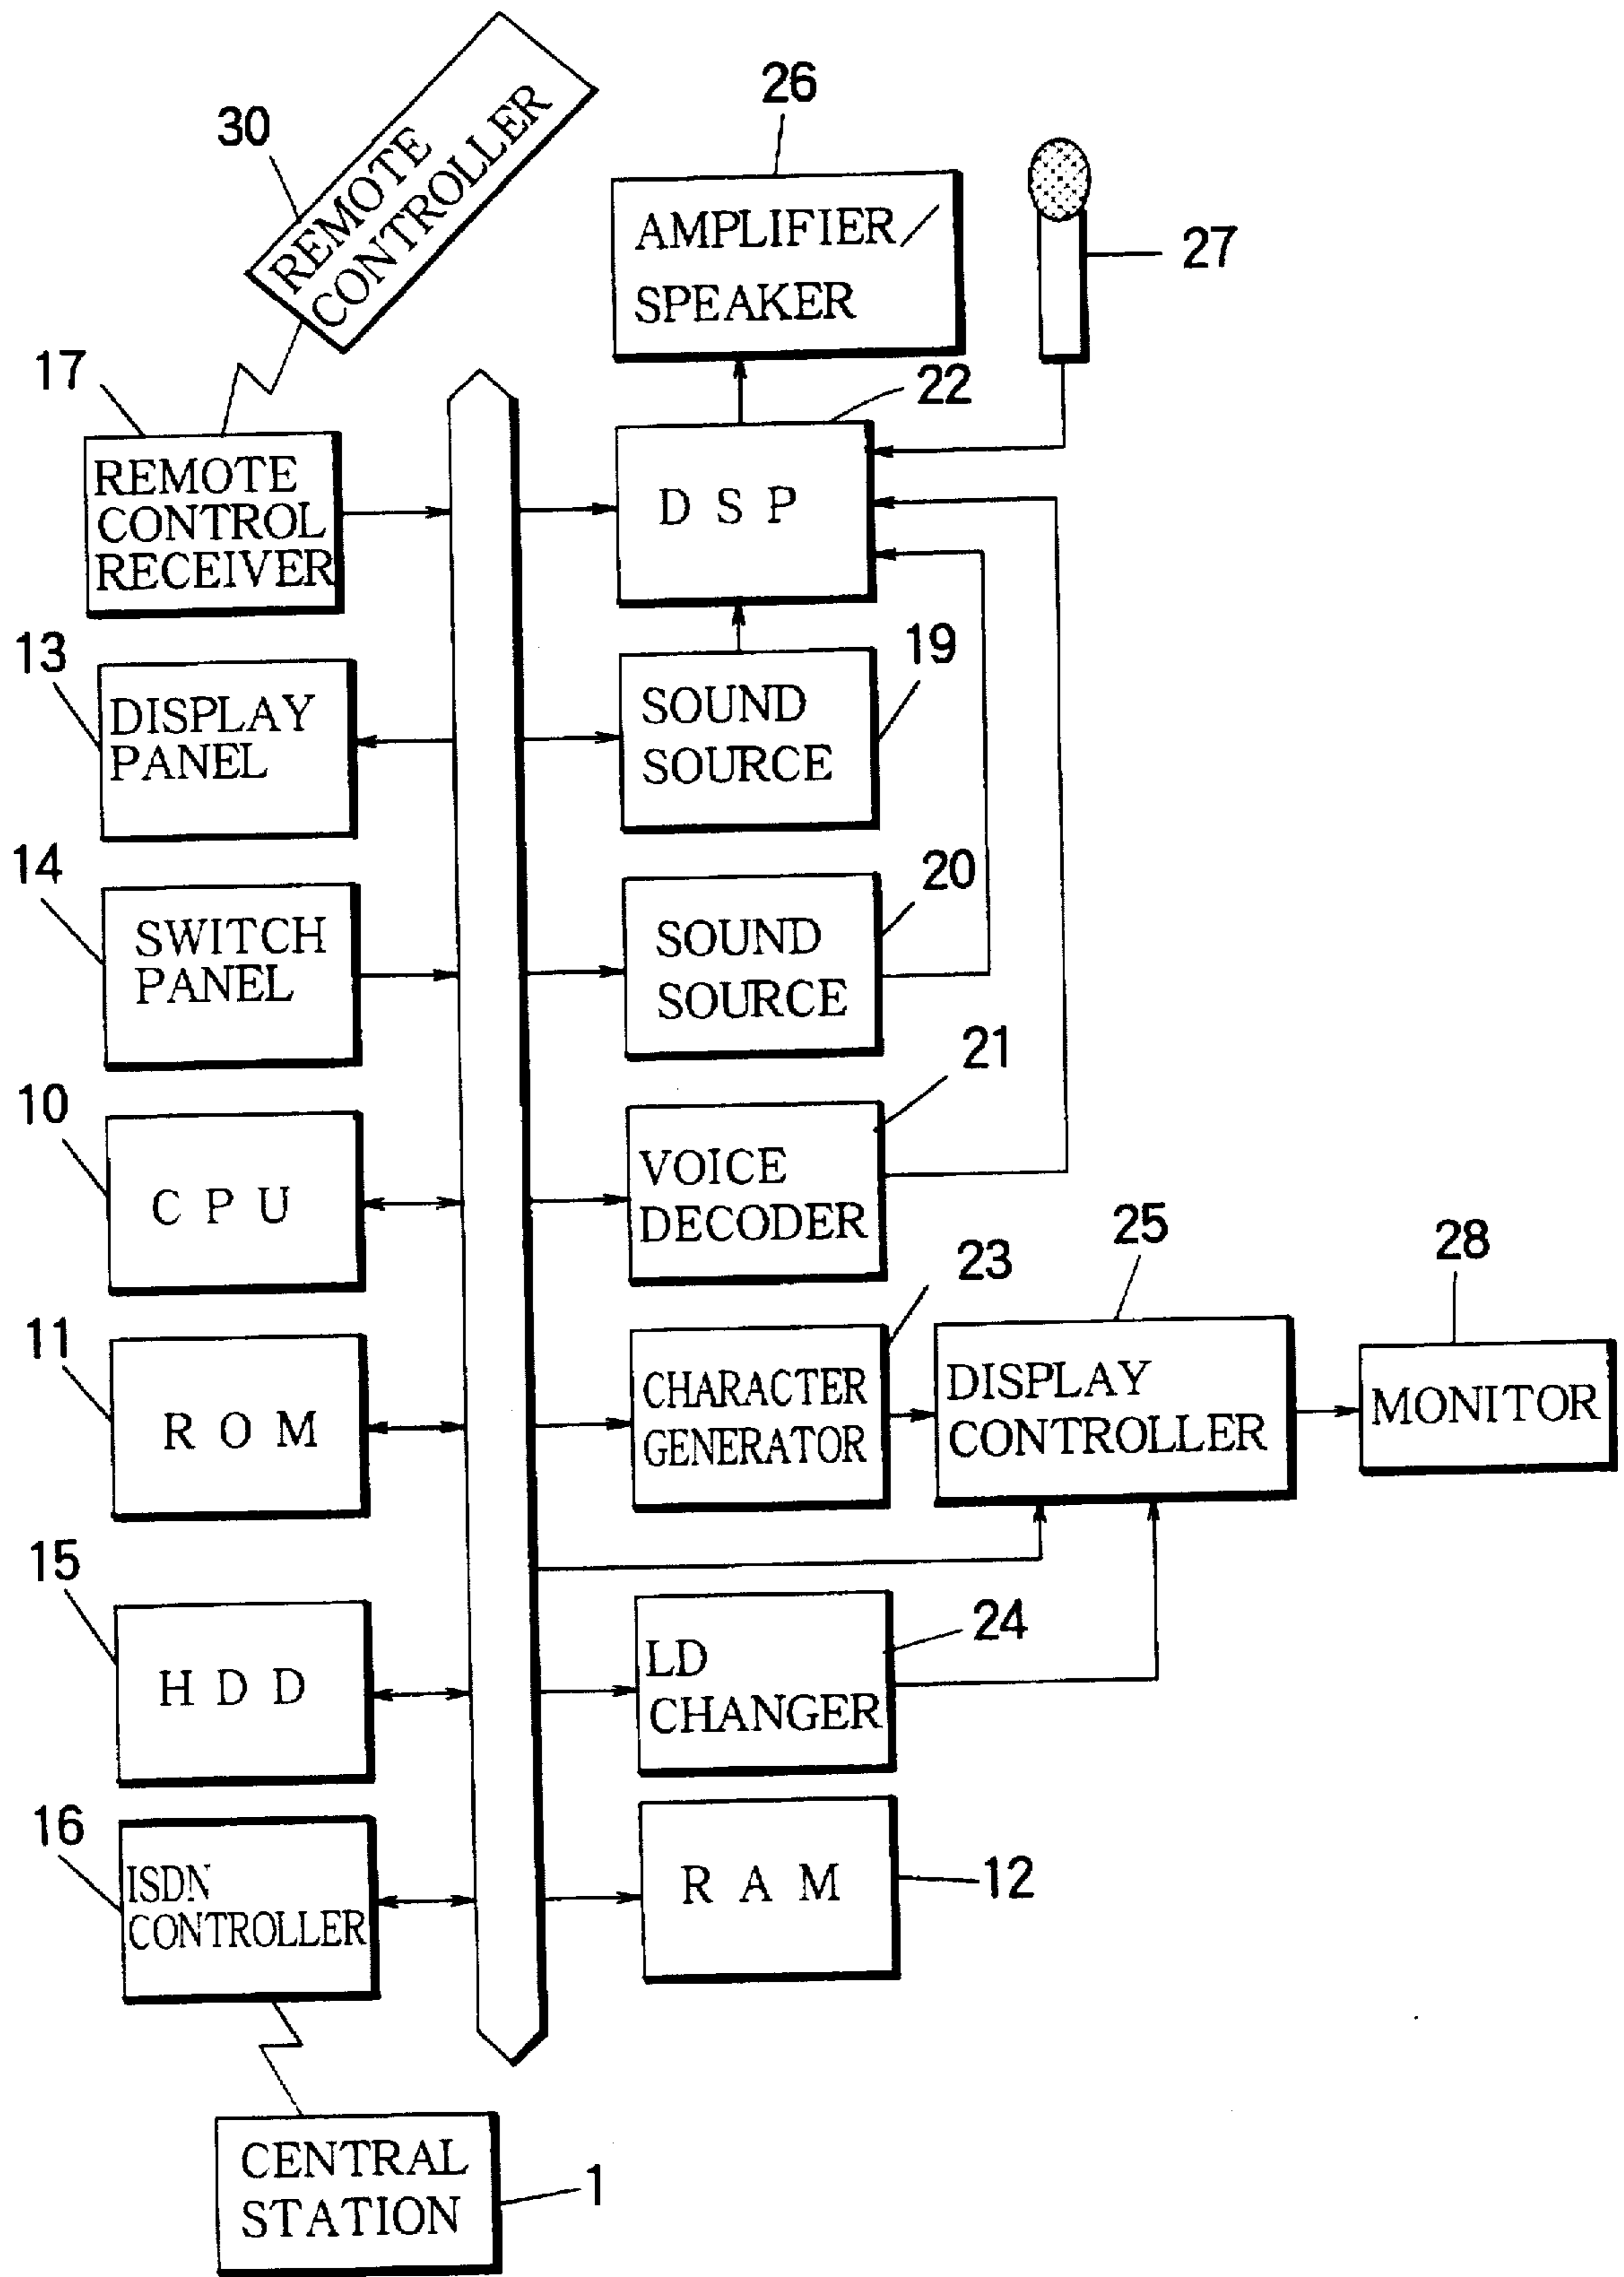 30
REMOTE
CONTROLLER
26
AMPLIFIER/
SPEAKER
27
17
REMOTE
CONTROL
RECEIVER
22
D S P
13
DISPLAY
PANEL
19
SOUND
SOURCE
14
SWITCH
PANEL
20
SOUND
SOURCE
10
C P U
21
VOICE
DECODER
11
R O M
23
CHARACTER
GENERATOR
25
DISPLAY
CONTROLLER
28
MONITOR
15
H D D
24
LD
CHANGER
16
ISDN
CONTROLLER
R A M
12
CENTRAL
STATION
1